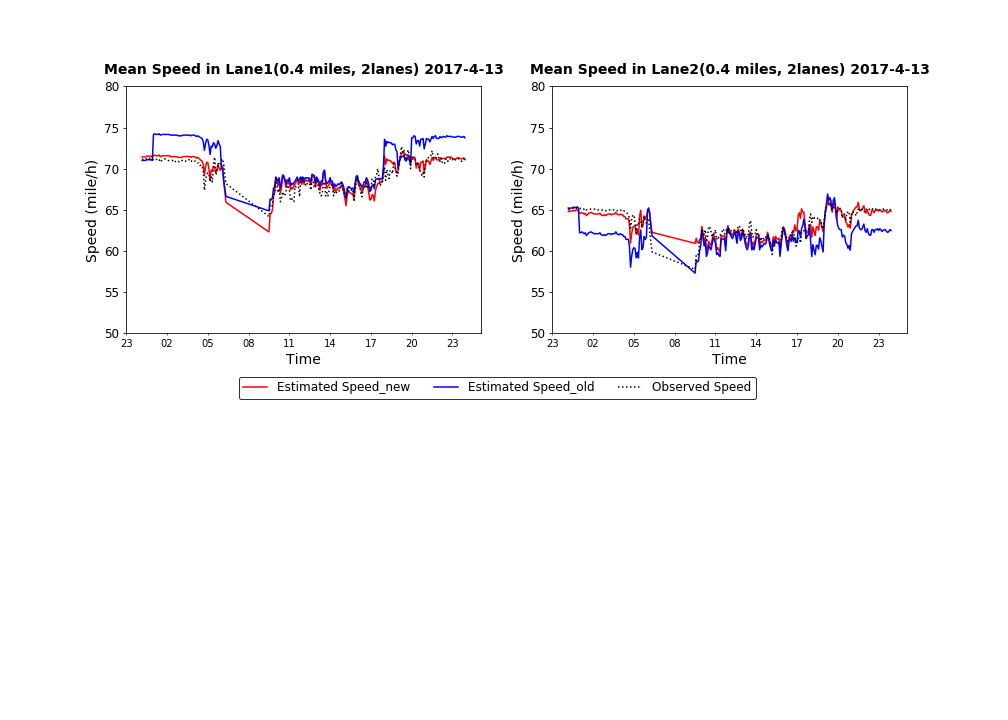 Mean Speed in Lane1(0.4 miles, 2lanes) 2017-4-13
80
75
70
65
60
55
50
Speed (mile/h)
23 02 05 08 11 14 17 20 23
Time
Mean Speed in Lane2(0.4 miles, 2lanes) 2017-4-13
80
75
70
65
60
55
50
Speed (mile/h)
23 02 05 08 11 14 17 20 23
Time
Estimated Speed_new Estimated Speed_old Observed Speed